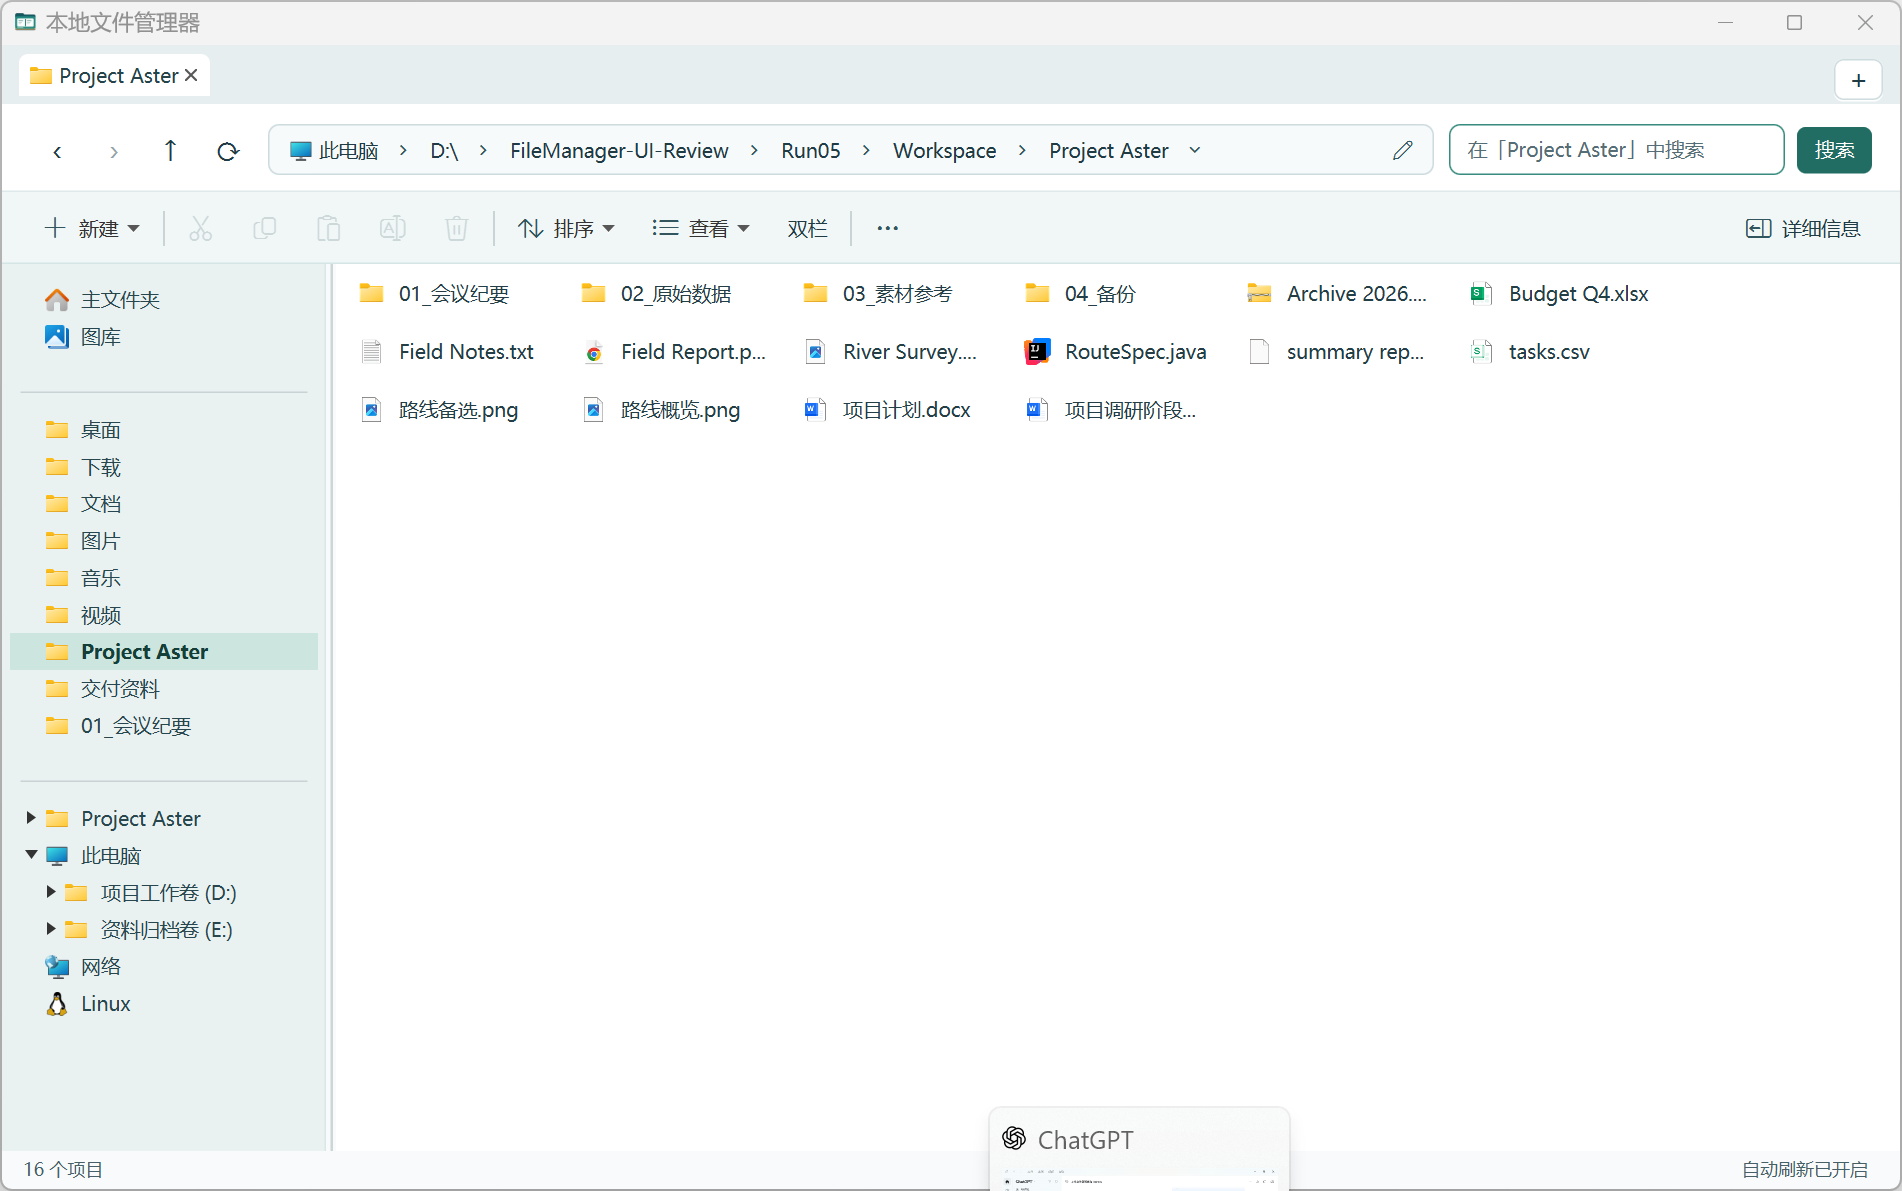 本地文件管理器
Project Aster
此电脑 › D:\ › FileManager-UI-Review › Run05 › Workspace › Project Aster
在「Project Aster」中搜索
搜索
新建
排序
查看
双栏
···
详细信息
主文件夹
图库
桌面
下载
文档
图片
音乐
视频
Project Aster
交付资料
01_会议纪要
Project Aster
此电脑
项目工作卷 (D:)
资料归档卷 (E:)
网络
Linux
01_会议纪要 02_原始数据 03_素材参考 04_备份 Archive 2026.... Budget Q4.xlsx
Field Notes.txt Field Report.p... River Survey.... RouteSpec.java summary rep... tasks.csv
路线备选.png 路线概览.png 项目计划.docx 项目调研阶段...
ChatGPT
16 个项目
自动刷新已开启